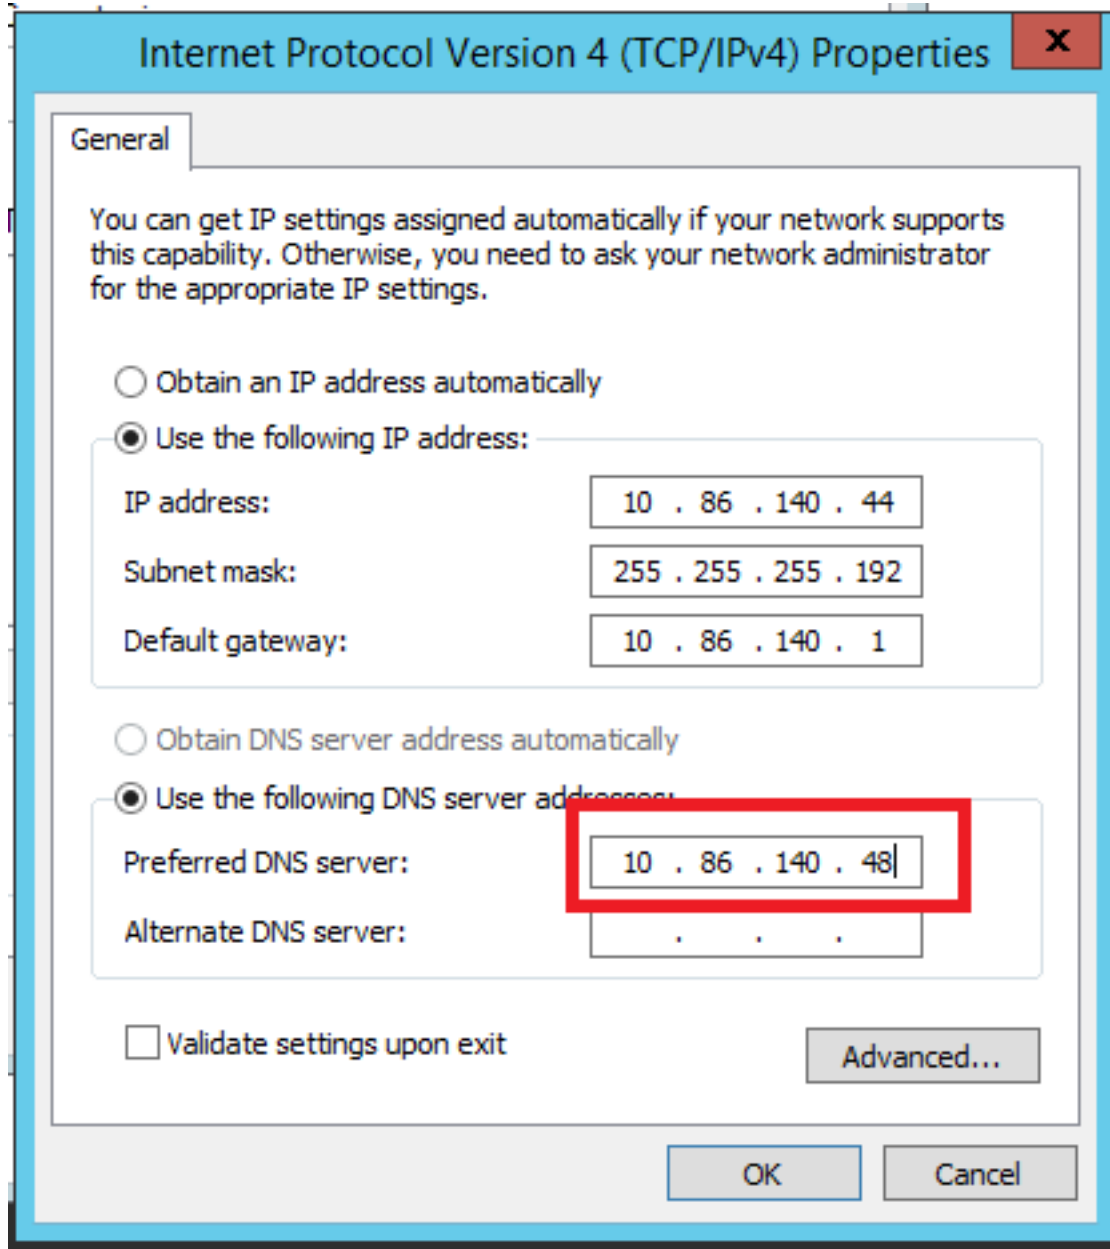 Internet Protocol Version 4 (TCP/IPv4) Properties
x
General
You can get IP settings assigned automatically if your network supports
this capability. Otherwise, you need to ask your network administrator
for the appropriate IP settings.
Obtain an IP address automatically
Use the following IP address:
IP address: 10 . 86 . 140 . 44
Subnet mask: 255 . 255 . 255 . 192
Default gateway: 10 . 86 . 140 . 1
Obtain DNS server address automatically
Use the following DNS server addresses:
Preferred DNS server: 10 . 86 . 140 . 48
Alternate DNS server: . . .
Validate settings upon exit
Advanced...
OK Cancel